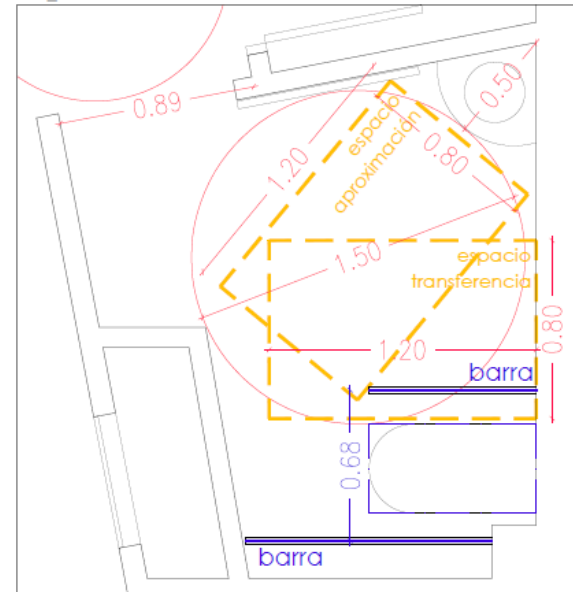 0.89
0.50
espacio
aproximación
0.80
1.20
1.50
espacio
transferencia
0.80
1.20
barra
0.68
barra